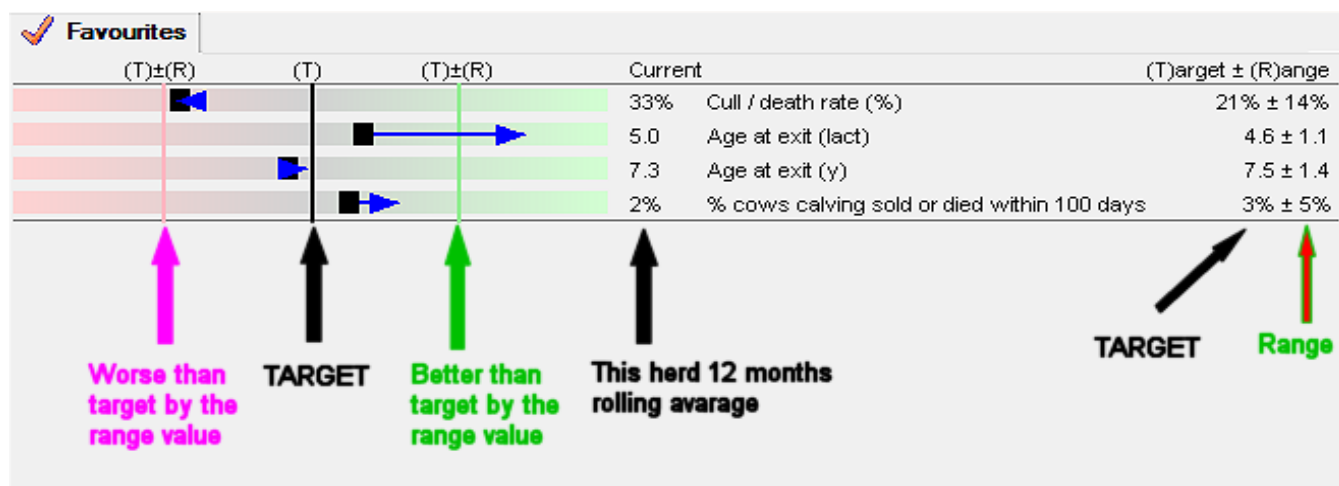 Favourites
(T)±(R) (T) (T)±(R) Current (T)arget ± (R)ange
33% Cull / death rate (%) 21% ± 14%
5.0 Age at exit (lact) 4.6 ± 1.1
7.3 Age at exit (y) 7.5 ± 1.4
2% % cows calving sold or died within 100 days 3% ± 5%
Worse than
target by the
range value
TARGET
Better than
target by the
range value
This herd 12 months
rolling avarage
TARGET
Range